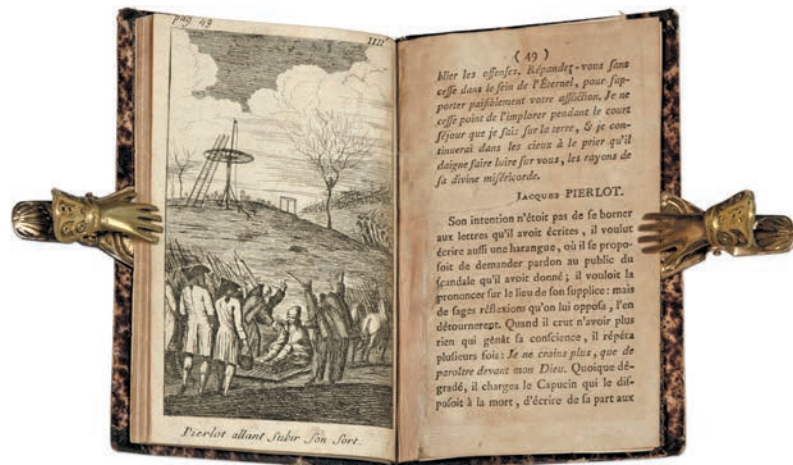 pag 49
IIII
Pierlot allant subir son sort.
( 49 )
blier les offenses. Répandez-vous sans
cesse dans le sein de l'Éternel, pour sup-
porter paisiblement votre affliction. Je ne
cesse point de l'implorer pendant le court
séjour que je fais sur la terre, & je con-
tinuerai dans les cieux à le prier qu'il
daigne faire luire sur vous, les rayons de
sa divine miséricorde.
JACQUES PIERLOT.
Son intention n'étoit pas de se borner
aux lettres qu'il avoit écrites, il voulut
écrire aussi une harangue, où il se propo-
soit de demander pardon au public du
scandale qu'il avoit donné; il vouloit la
prononcer sur le lieu de son supplice: mais
de sages réflexions qu'on lui opposa, l'en
détournerent. Quand il crut n'avoir plus
rien qui gênât sa conscience, il répéta
plusieurs fois: Je ne crains plus, que de
paroître devant mon Dieu. Quoique dé-
gradé, il chargea le Capucin qui le dis-
posoit à la mort, d'écrire de sa part aux